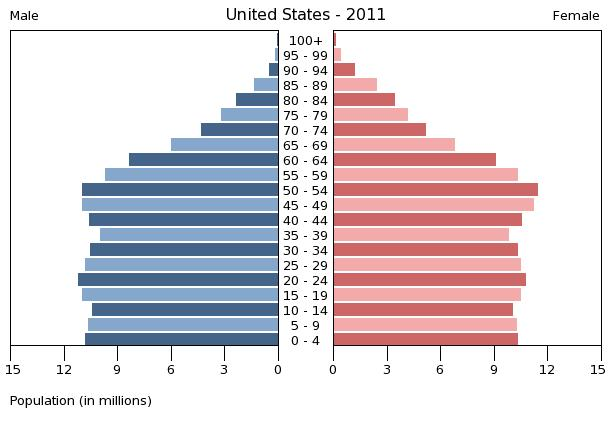 Male United States - 2011 Female
100+
95 - 99
90 - 94
85 - 89
80 - 84
75 - 79
70 - 74
65 - 69
60 - 64
55 - 59
50 - 54
45 - 49
40 - 44
35 - 39
30 - 34
25 - 29
20 - 24
15 - 19
10 - 14
5 - 9
0 - 4
15 12 9 6 3 0 0 3 6 9 12 15
Population (in millions)